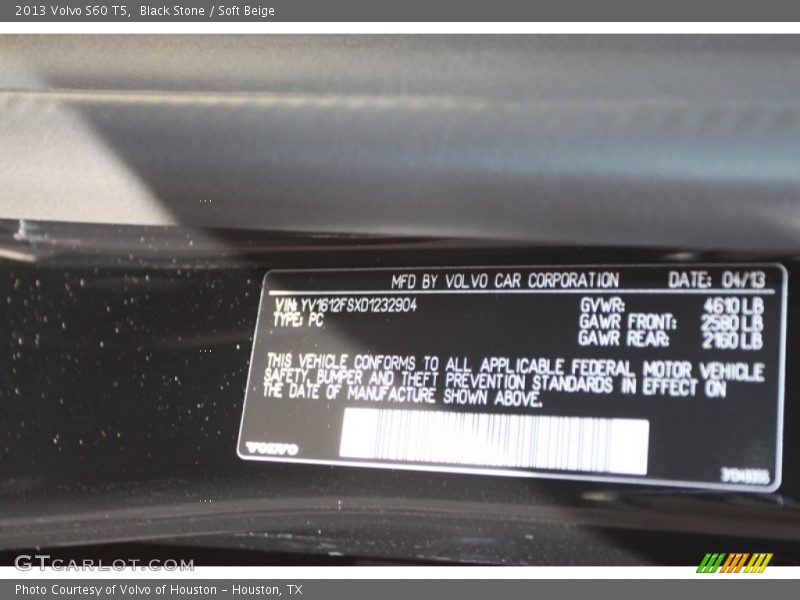 2013 Volvo S60 T5, Black Stone / Soft Beige
MFD BY VOLVO CAR CORPORATION DATE: 04/13
VIN: YV1612FSXD1232904 GVWR: 4610 LB
TYPE: PC GAWR FRONT: 2580 LB
GAWR REAR: 2160 LB
THIS VEHICLE CONFORMS TO ALL APPLICABLE FEDERAL MOTOR VEHICLE
SAFETY, BUMPER AND THEFT PREVENTION STANDARDS IN EFFECT ON
THE DATE OF MANUFACTURE SHOWN ABOVE.
VOLVO
GTCARLOT.COM
Photo Courtesy of Volvo of Houston - Houston, TX